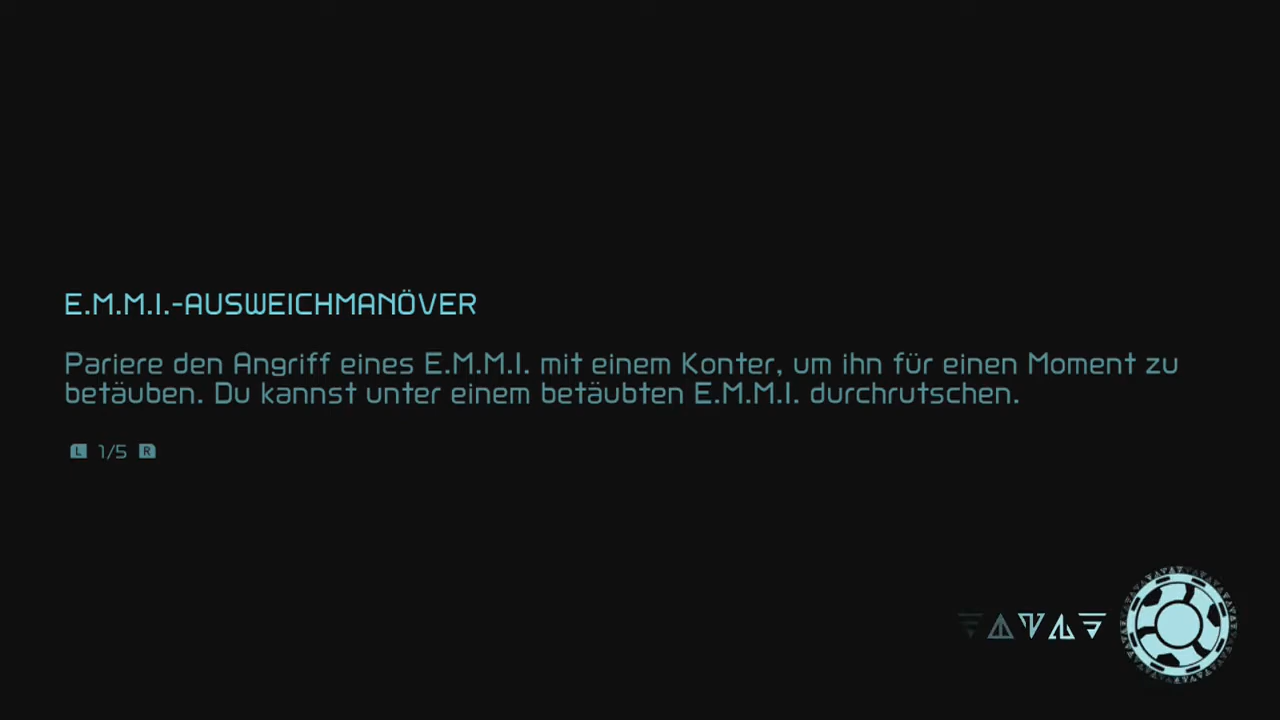 E.M.M.I.-AUSWEICHMANÖVER
Pariere den Angriff eines E.M.M.I. mit einem Konter, um ihn für einen Moment zu
betäuben. Du kannst unter einem betäubten E.M.M.I. durchrutschen.
L 1/5 R